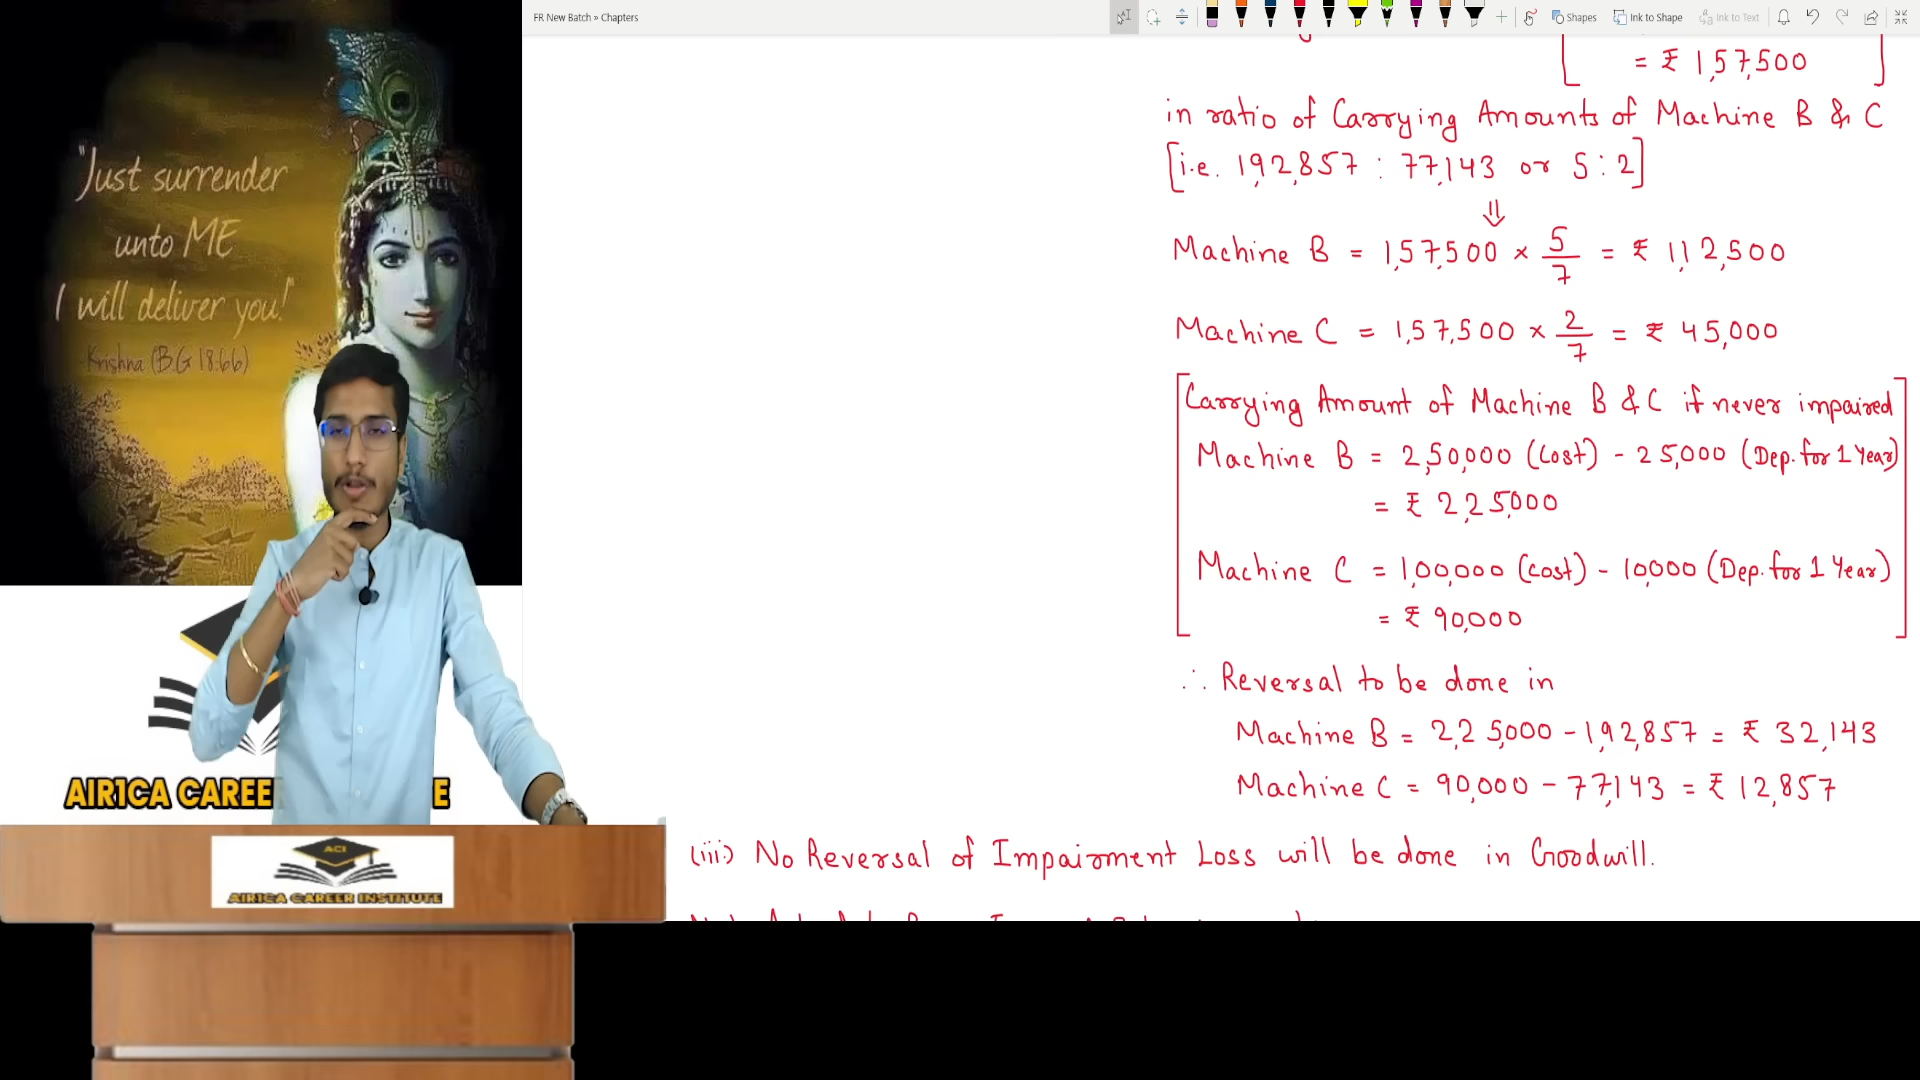 FR New Batch » Chapters
Shapes
Ink to Shape
Ink to Text
"Just surrender
unto ME
I will deliver you!"
-Krishna (B.G 18:66)
= ₹ 1,57,500
in ratio of Carrying Amounts of Machine B & C
[i.e. 1,92,857 : 77,143 or 5:2]
⇓
Machine B = 1,57,500 × 5/7 = ₹ 1,12,500
Machine C = 1,57,500 × 2/7 = ₹ 45,000
Carrying Amount of Machine B & C if never impaired
Machine B = 2,50,000 (Cost) - 25,000 (Dep. for 1 Year)
= ₹ 2,25,000
Machine C = 1,00,000 (Cost) - 10,000 (Dep. for 1 Year)
= ₹ 90,000
∴ Reversal to be done in
Machine B = 2,25,000 - 1,92,857 = ₹ 32,143
Machine C = 90,000 - 77,143 = ₹ 12,857
(iii) No Reversal of Impairment Loss will be done in Goodwill.
AIR1CA CAREE E
ACI
AIR1CA CAREER INSTITUTE